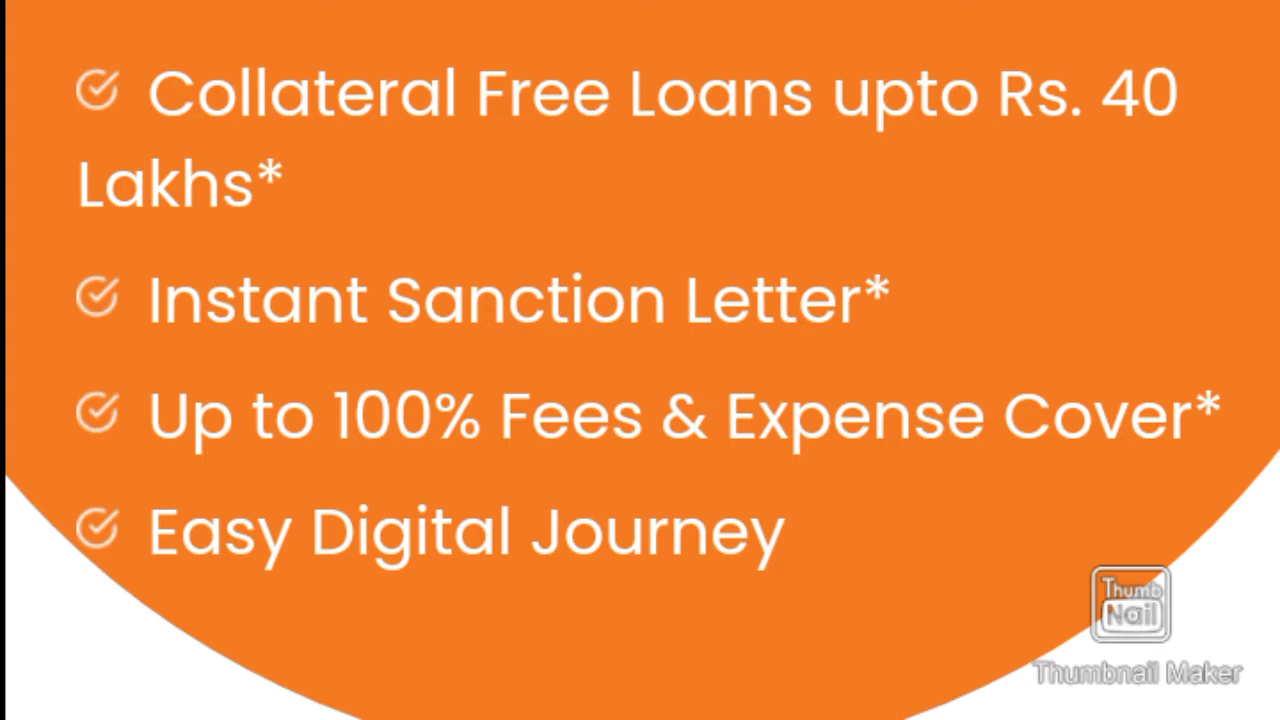 Collateral Free Loans upto Rs. 40
Lakhs*
Instant Sanction Letter*
Up to 100% Fees & Expense Cover*
Easy Digital Journey
Thumb
Nail
Thumbnail Maker